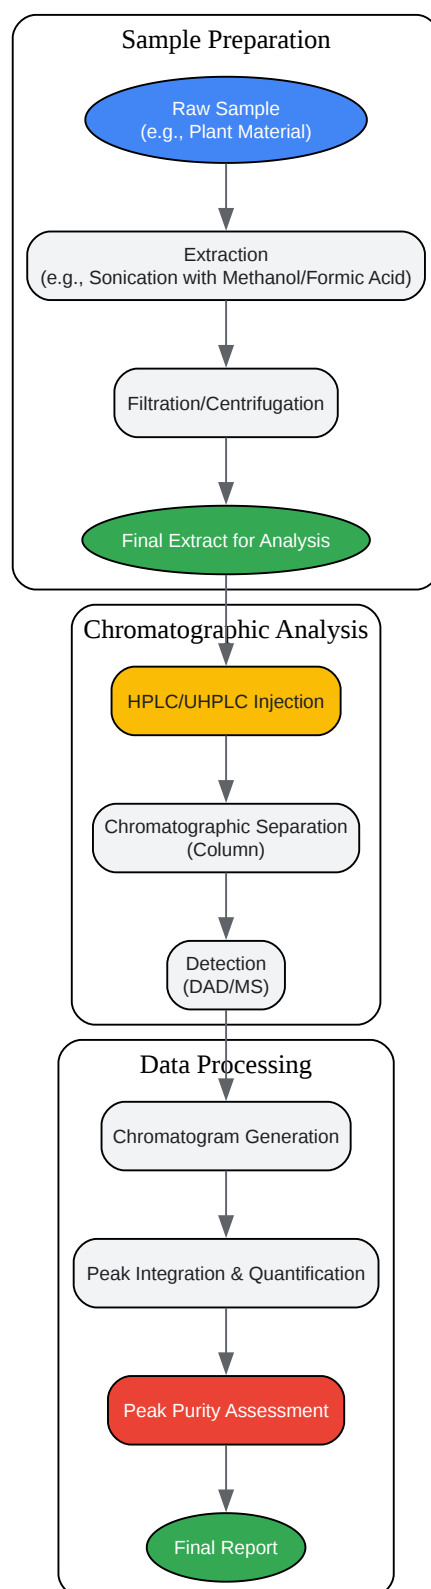 Sample Preparation
Raw Sample
(e.g., Plant Material)
Extraction
(e.g., Sonication with Methanol/Formic Acid)
Filtration/Centrifugation
Final Extract for Analysis
Chromatographic Analysis
HPLC/UHPLC Injection
Chromatographic Separation
(Column)
Detection
(DAD/MS)
Data Processing
Chromatogram Generation
Peak Integration & Quantification
Peak Purity Assessment
Final Report